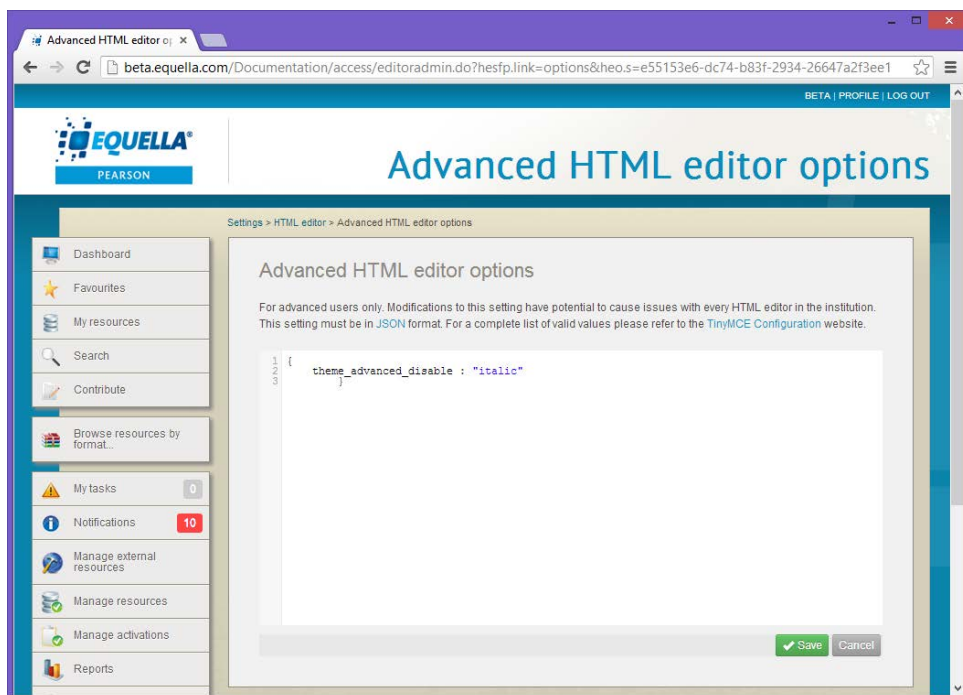 Advanced HTML editor op
beta.equella.com/Documentation/access/editoradmin.do?hesfp.link=options&heo.s=e55153e6-dc74-b83f-2934-26647a2f3ee1
BETA | PROFILE | LOG OUT
EQUELLA®
PEARSON
Advanced HTML editor options
Settings > HTML editor > Advanced HTML editor options
Dashboard
Favourites
My resources
Search
Contribute
Browse resources by
format...
My tasks 0
Notifications 10
Manage external
resources
Manage resources
Manage activations
Reports
Advanced HTML editor options
For advanced users only. Modifications to this setting have potential to cause issues with every HTML editor in the institution.
This setting must be in JSON format. For a complete list of valid values please refer to the TinyMCE Configuration website.
1 {
2 theme_advanced_disable : "italic"
3 }
Save Cancel